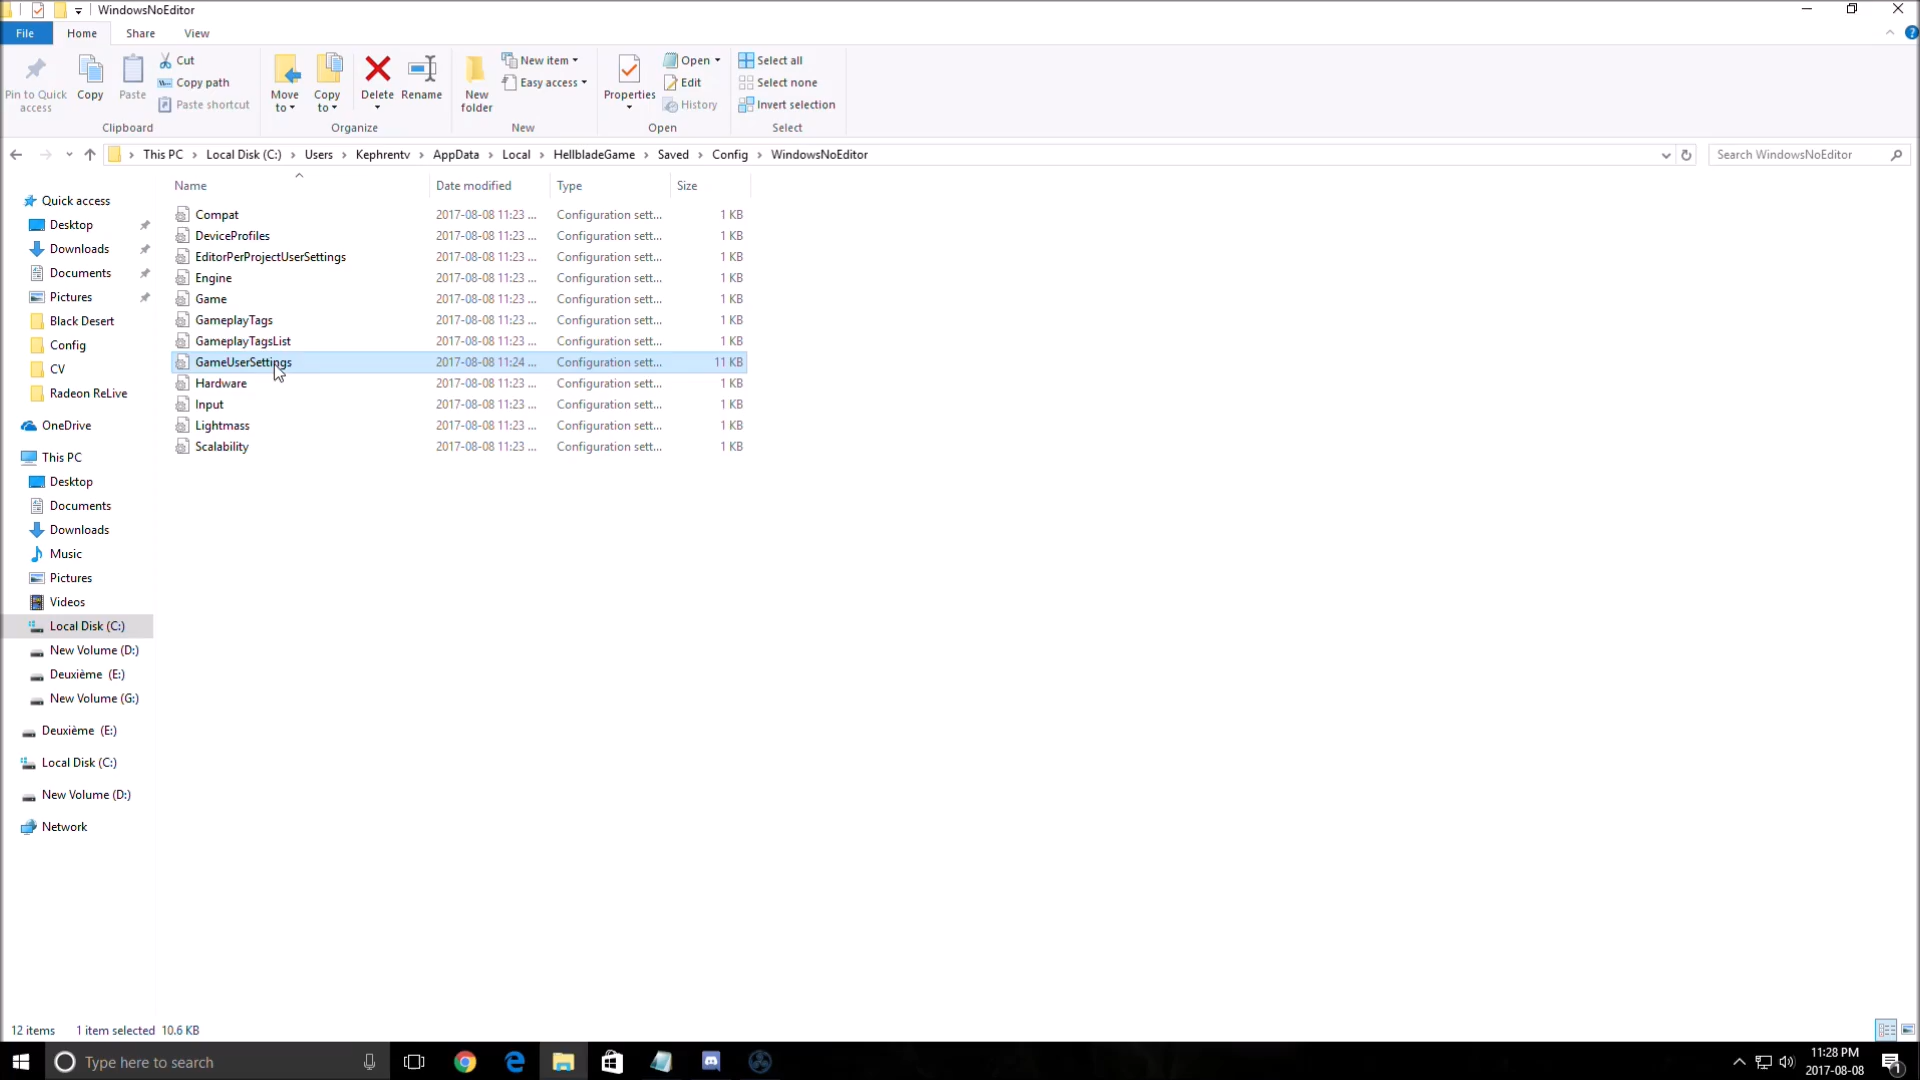 WindowsNoEditor
File Home Share View
Pin to Quick access
Copy
Paste
Cut
Copy path
Paste shortcut
Clipboard
Move to
Copy to
Delete
Rename
Organize
New folder
New item
Easy access
New
Properties
Open
Edit
History
Open
Select all
Select none
Invert selection
Select
This PC > Local Disk (C:) > Users > Kephrentv > AppData > Local > HellbladeGame > Saved > Config > WindowsNoEditor
Search WindowsNoEditor
Name Date modified Type Size
Compat 2017-08-08 11:23 ... Configuration sett... 1 KB
DeviceProfiles 2017-08-08 11:23 ... Configuration sett... 1 KB
EditorPerProjectUserSettings 2017-08-08 11:23 ... Configuration sett... 1 KB
Engine 2017-08-08 11:23 ... Configuration sett... 1 KB
Game 2017-08-08 11:23 ... Configuration sett... 1 KB
GameplayTags 2017-08-08 11:23 ... Configuration sett... 1 KB
GameplayTagsList 2017-08-08 11:23 ... Configuration sett... 1 KB
GameUserSettings 2017-08-08 11:24 ... Configuration sett... 11 KB
Hardware 2017-08-08 11:23 ... Configuration sett... 1 KB
Input 2017-08-08 11:23 ... Configuration sett... 1 KB
Lightmass 2017-08-08 11:23 ... Configuration sett... 1 KB
Scalability 2017-08-08 11:23 ... Configuration sett... 1 KB
Quick access
Desktop
Downloads
Documents
Pictures
Black Desert
Config
CV
Radeon ReLive
OneDrive
This PC
Desktop
Documents
Downloads
Music
Pictures
Videos
Local Disk (C:)
New Volume (D:)
Deuxième (E:)
New Volume (G:)
Deuxième (E:)
Local Disk (C:)
New Volume (D:)
Network
12 items 1 item selected 10.6 KB
Type here to search
11:28 PM
2017-08-08
1